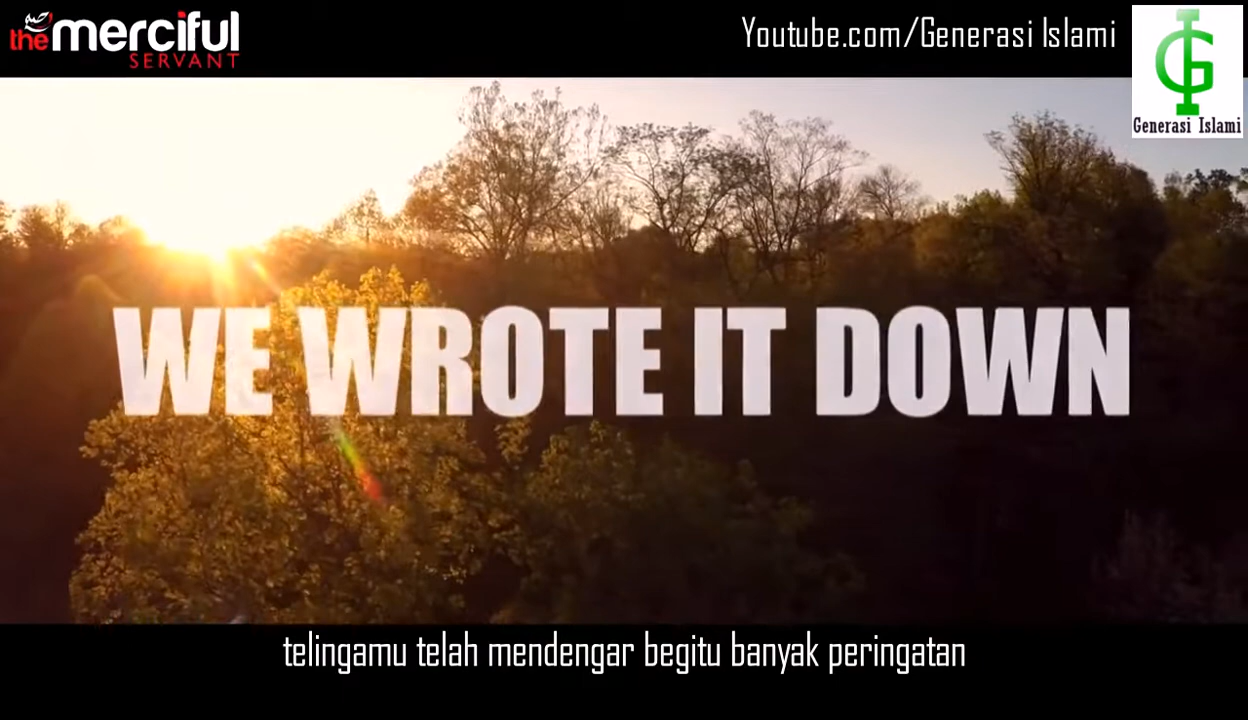 the merciful
SERVANT
Youtube.com/Generasi Islami
GI
Generasi Islami
WE WROTE IT DOWN
telingamu telah mendengar begitu banyak peringatan